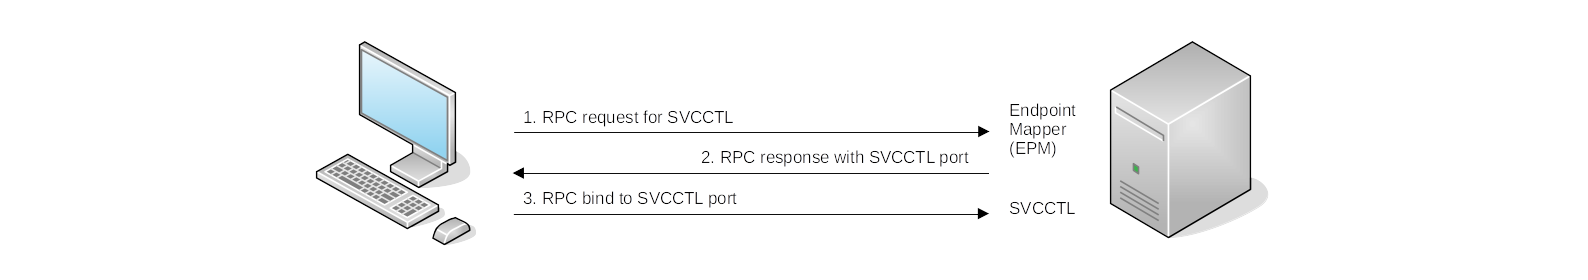 1. RPC request for SVCCTL
Endpoint
Mapper
(EPM)
2. RPC response with SVCCTL port
3. RPC bind to SVCCTL port
SVCCTL